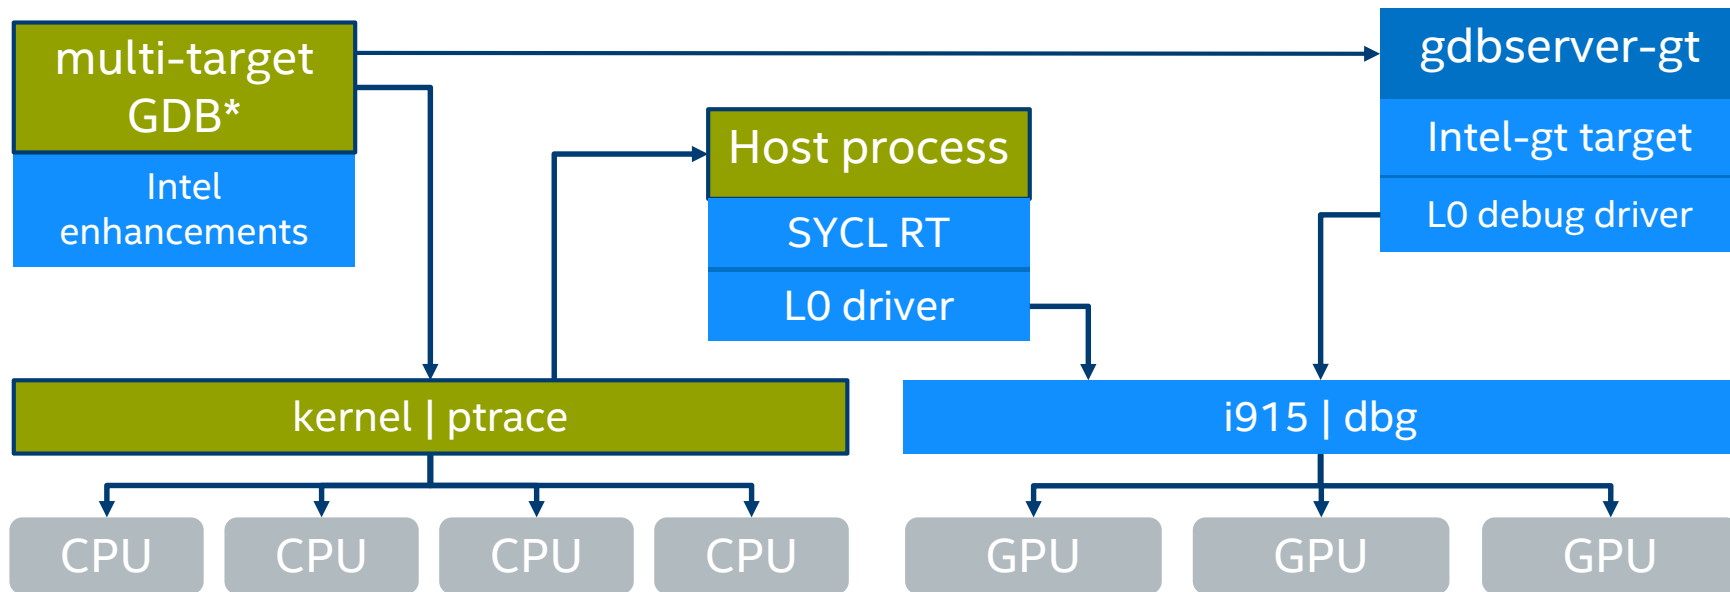 multi-target
GDB*
Intel
enhancements
Host process
SYCL RT
L0 driver
gdbserver-gt
Intel-gt target
L0 debug driver
kernel | ptrace
i915 | dbg
CPU
CPU
CPU
CPU
GPU
GPU
GPU